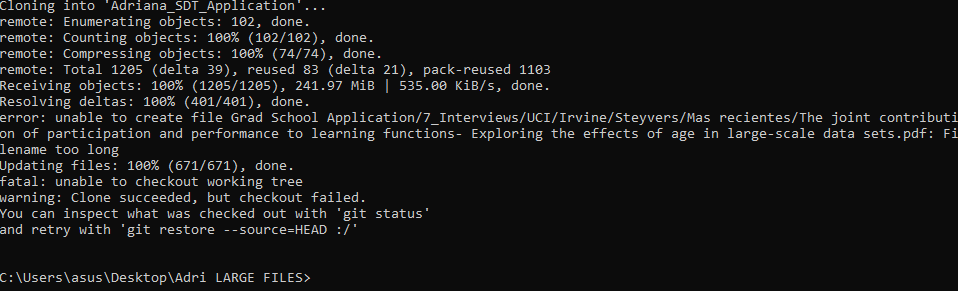 Cloning into 'Adriana_SDT_Application'...
remote: Enumerating objects: 102, done.
remote: Counting objects: 100% (102/102), done.
remote: Compressing objects: 100% (74/74), done.
remote: Total 1205 (delta 39), reused 83 (delta 21), pack-reused 1103
Receiving objects: 100% (1205/1205), 241.97 MiB | 535.00 KiB/s, done.
Resolving deltas: 100% (401/401), done.
error: unable to create file Grad School Application/7_Interviews/UCI/Irvine/Steyvers/Mas recientes/The joint contributi
on of participation and performance to learning functions- Exploring the effects of age in large-scale data sets.pdf: Fi
lename too long
Updating files: 100% (671/671), done.
fatal: unable to checkout working tree
warning: Clone succeeded, but checkout failed.
You can inspect what was checked out with 'git status'
and retry with 'git restore --source=HEAD :/'
C:\Users\asus\Desktop\Adri LARGE FILES>